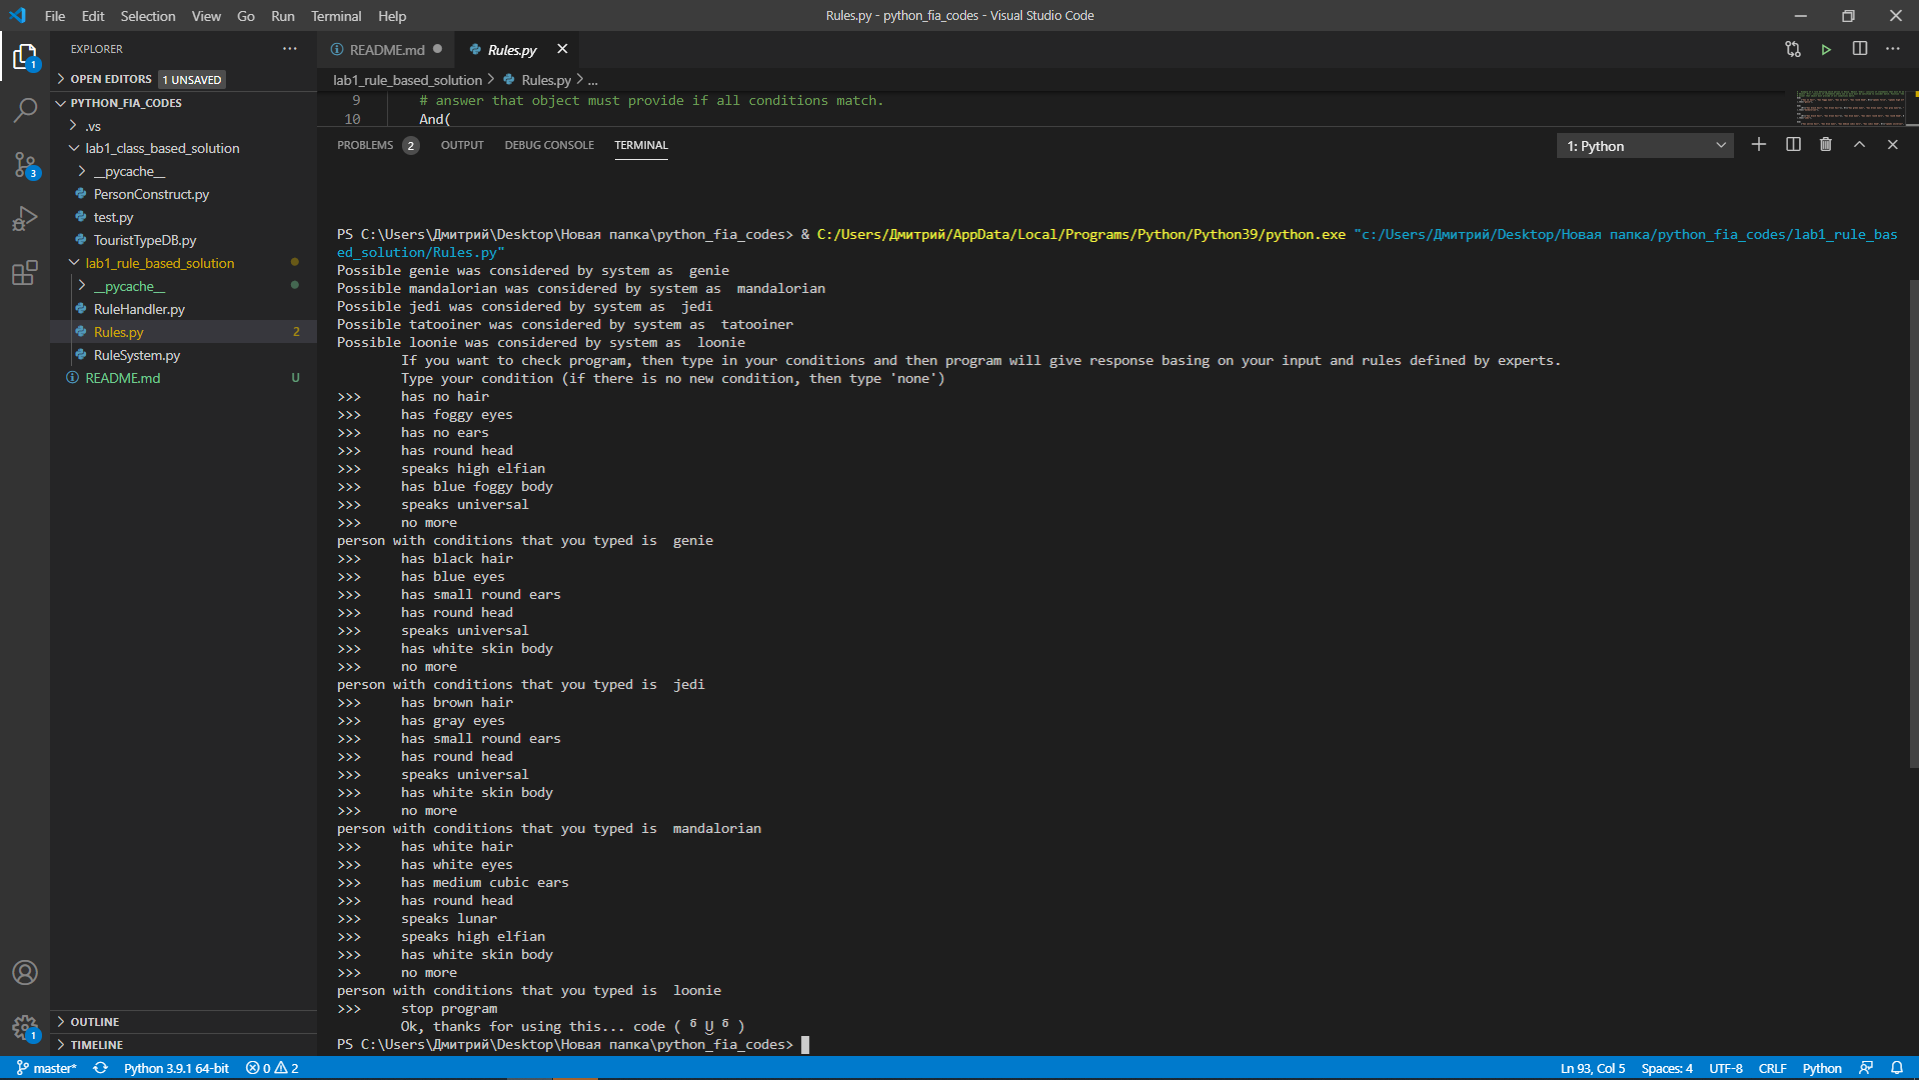 File Edit Selection View Go Run Terminal Help
Rules.py - python_fia_codes - Visual Studio Code
EXPLORER
OPEN EDITORS 1 UNSAVED
PYTHON_FIA_CODES
.vs
lab1_class_based_solution
__pycache__
PersonConstruct.py
test.py
TouristTypeDB.py
lab1_rule_based_solution
__pycache__
RuleHandler.py
Rules.py 2
RuleSystem.py
README.md U
OUTLINE
TIMELINE
1
3
1
README.md Rules.py
lab1_rule_based_solution > Rules.py > ...
9 # answer that object must provide if all conditions match.
10 And(
PROBLEMS 2 OUTPUT DEBUG CONSOLE TERMINAL
1: Python
PS C:\Users\Дмитрий\Desktop\Новая папка\python_fia_codes> & C:/Users/Дмитрий/AppData/Local/Programs/Python/Python39/python.exe "c:/Users/Дмитрий/Desktop/Новая папка/python_fia_codes/lab1_rule_bas
ed_solution/Rules.py"
Possible genie was considered by system as  genie
Possible mandalorian was considered by system as  mandalorian
Possible jedi was considered by system as  jedi
Possible tatooiner was considered by system as  tatooiner
Possible loonie was considered by system as  loonie
If you want to check program, then type in your conditions and then program will give response basing on your input and rules defined by experts.
Type your condition (if there is no new condition, then type 'none')
>>> has no hair
>>> has foggy eyes
>>> has no ears
>>> has round head
>>> speaks high elfian
>>> has blue foggy body
>>> speaks universal
>>> no more
person with conditions that you typed is  genie
>>> has black hair
>>> has blue eyes
>>> has small round ears
>>> has round head
>>> speaks universal
>>> has white skin body
>>> no more
person with conditions that you typed is  jedi
>>> has brown hair
>>> has gray eyes
>>> has small round ears
>>> has round head
>>> speaks universal
>>> has white skin body
>>> no more
person with conditions that you typed is  mandalorian
>>> has white hair
>>> has white eyes
>>> has medium cubic ears
>>> has round head
>>> speaks lunar
>>> speaks high elfian
>>> has white skin body
>>> no more
person with conditions that you typed is  loonie
>>> stop program
Ok, thanks for using this... code ( ᵟ U̮ ᵟ )
PS C:\Users\Дмитрий\Desktop\Новая папка\python_fia_codes>
master* Python 3.9.1 64-bit 0 2 Ln 93, Col 5 Spaces: 4 UTF-8 CRLF Python